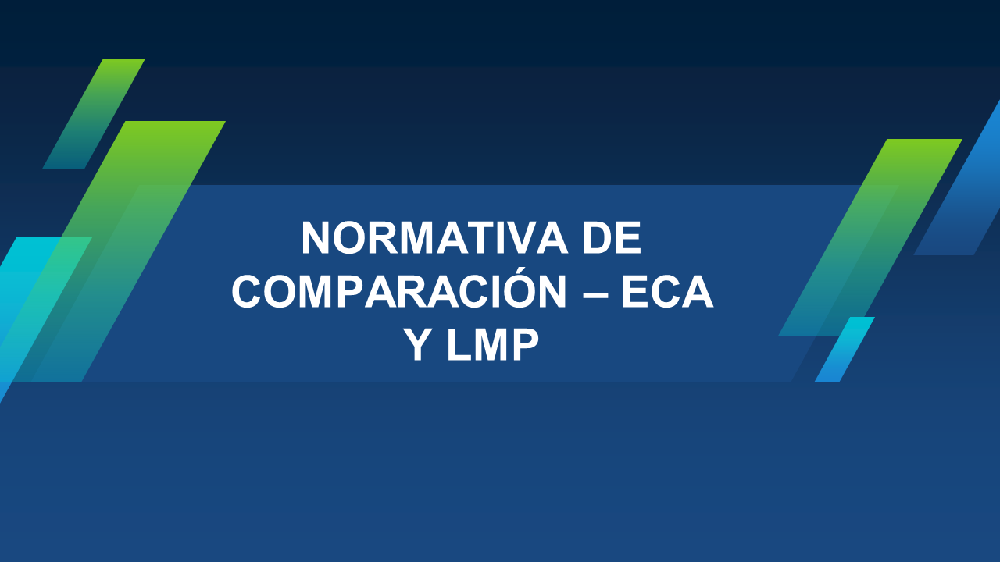 NORMATIVA DE
COMPARACIÓN – ECA
Y LMP